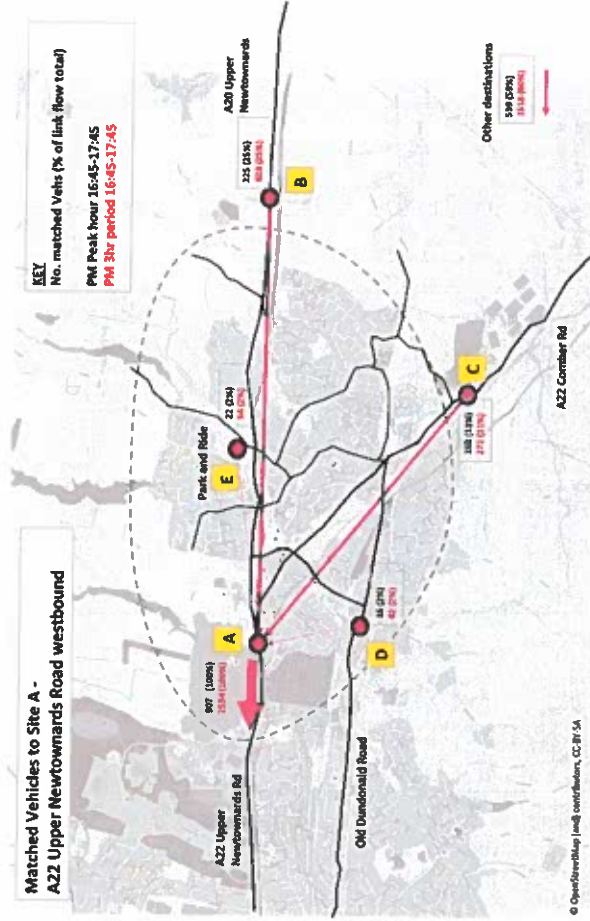 Matched Vehicles to Site A -
A22 Upper Newtownards Road westbound
KEY
No. matched Vehs (% of link flow total)
PM Peak hour 16:45-17:45
PM 3hr period 16:45-17:45
A20 Upper
Newtownards
225 (25%)
B
22 (2%)
Park and Ride
E
A
907 (100%)
A22 Upper
Newtownards Rd
C
A22 Comber Rd
D
16 (2%)
Old Dundonald Road
Other destinations
539 (59%)
© OpenStreetMap (and) contributors, CC-BY-SA